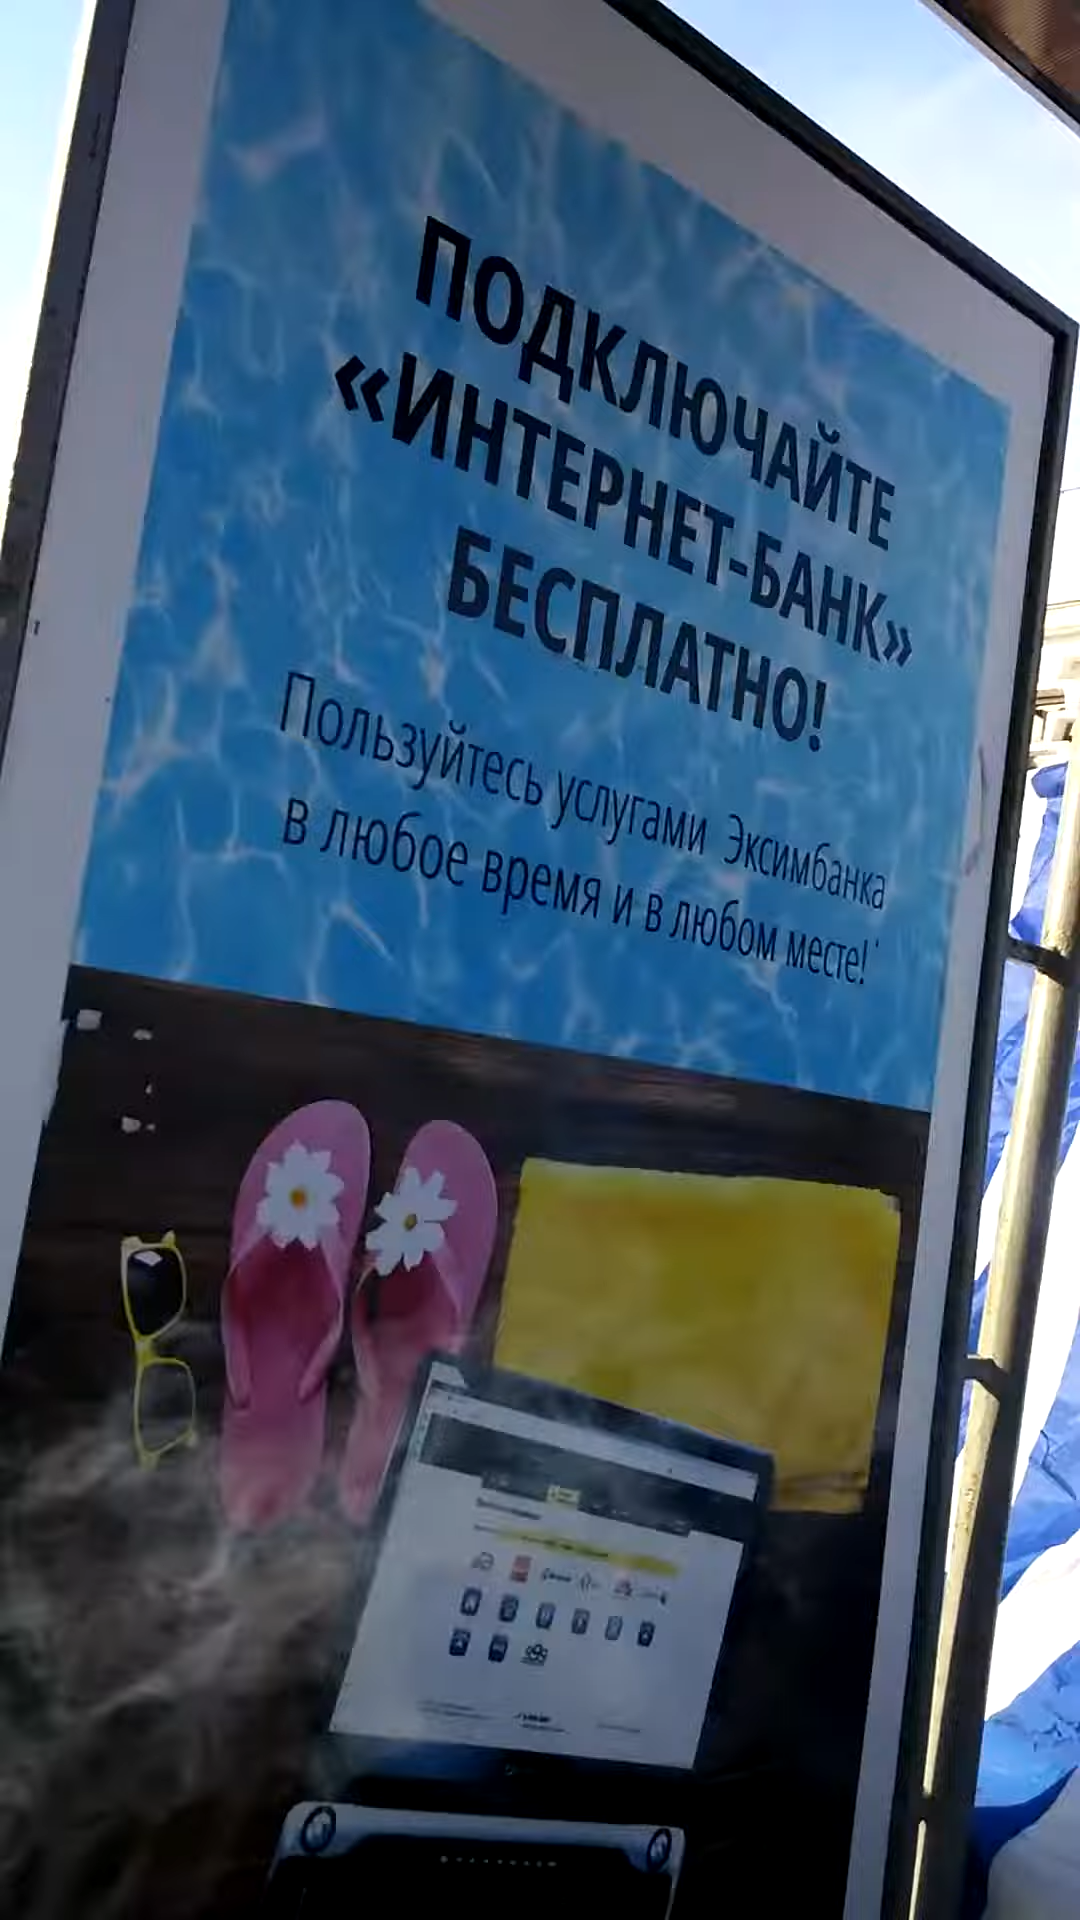 ПОДКЛЮЧАЙТЕ
«ИНТЕРНЕТ-БАНК»
БЕСПЛАТНО!
Пользуйтесь услугами Эксимбанка
в любое время и в любом месте!